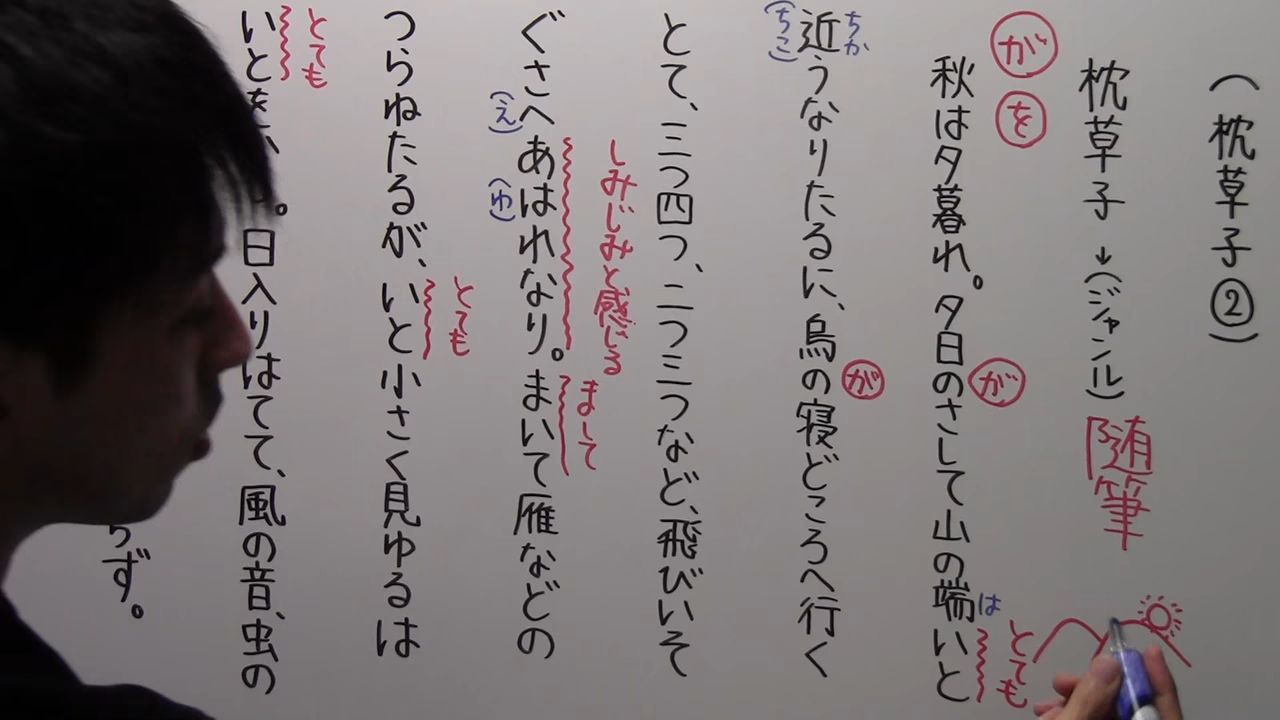 (枕草子②)
枕草子→(ジャンル)随筆
が
を
秋は夕暮れ。夕日のさして山の端いと
が
は
とても
近うなりたるに、烏の寝どころへ行く
ちか
(ちこ)
が
とて、三つ四つ、二つ三つなど、飛びいそ
ぐさへあはれなり。まいて雁などの
(え)
(ゆ)
しみじみと感じる
まして
つらねたるが、いと小さく見ゆるは
とても
いとを
とても
。日入りはてて、風の音、虫の
らず。